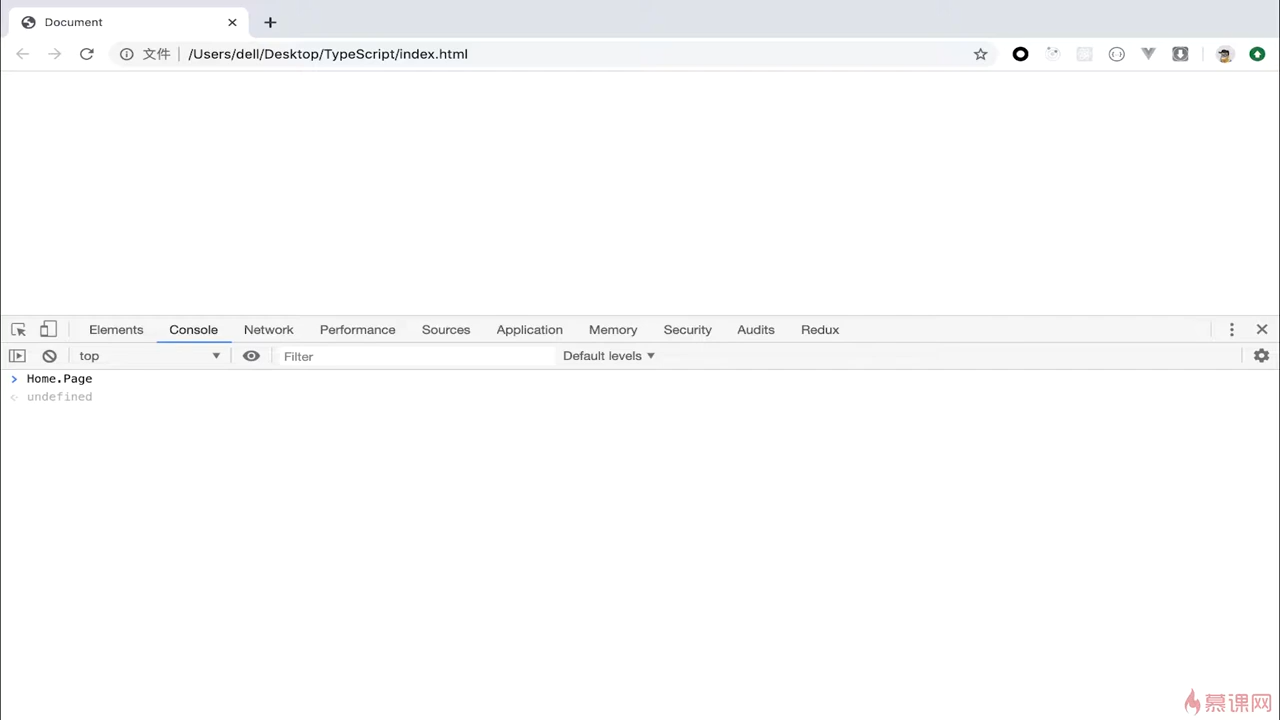 Document
文件 /Users/dell/Desktop/TypeScript/index.html
Elements Console Network Performance Sources Application Memory Security Audits Redux
top Filter Default levels
Home.Page
undefined
慕课网